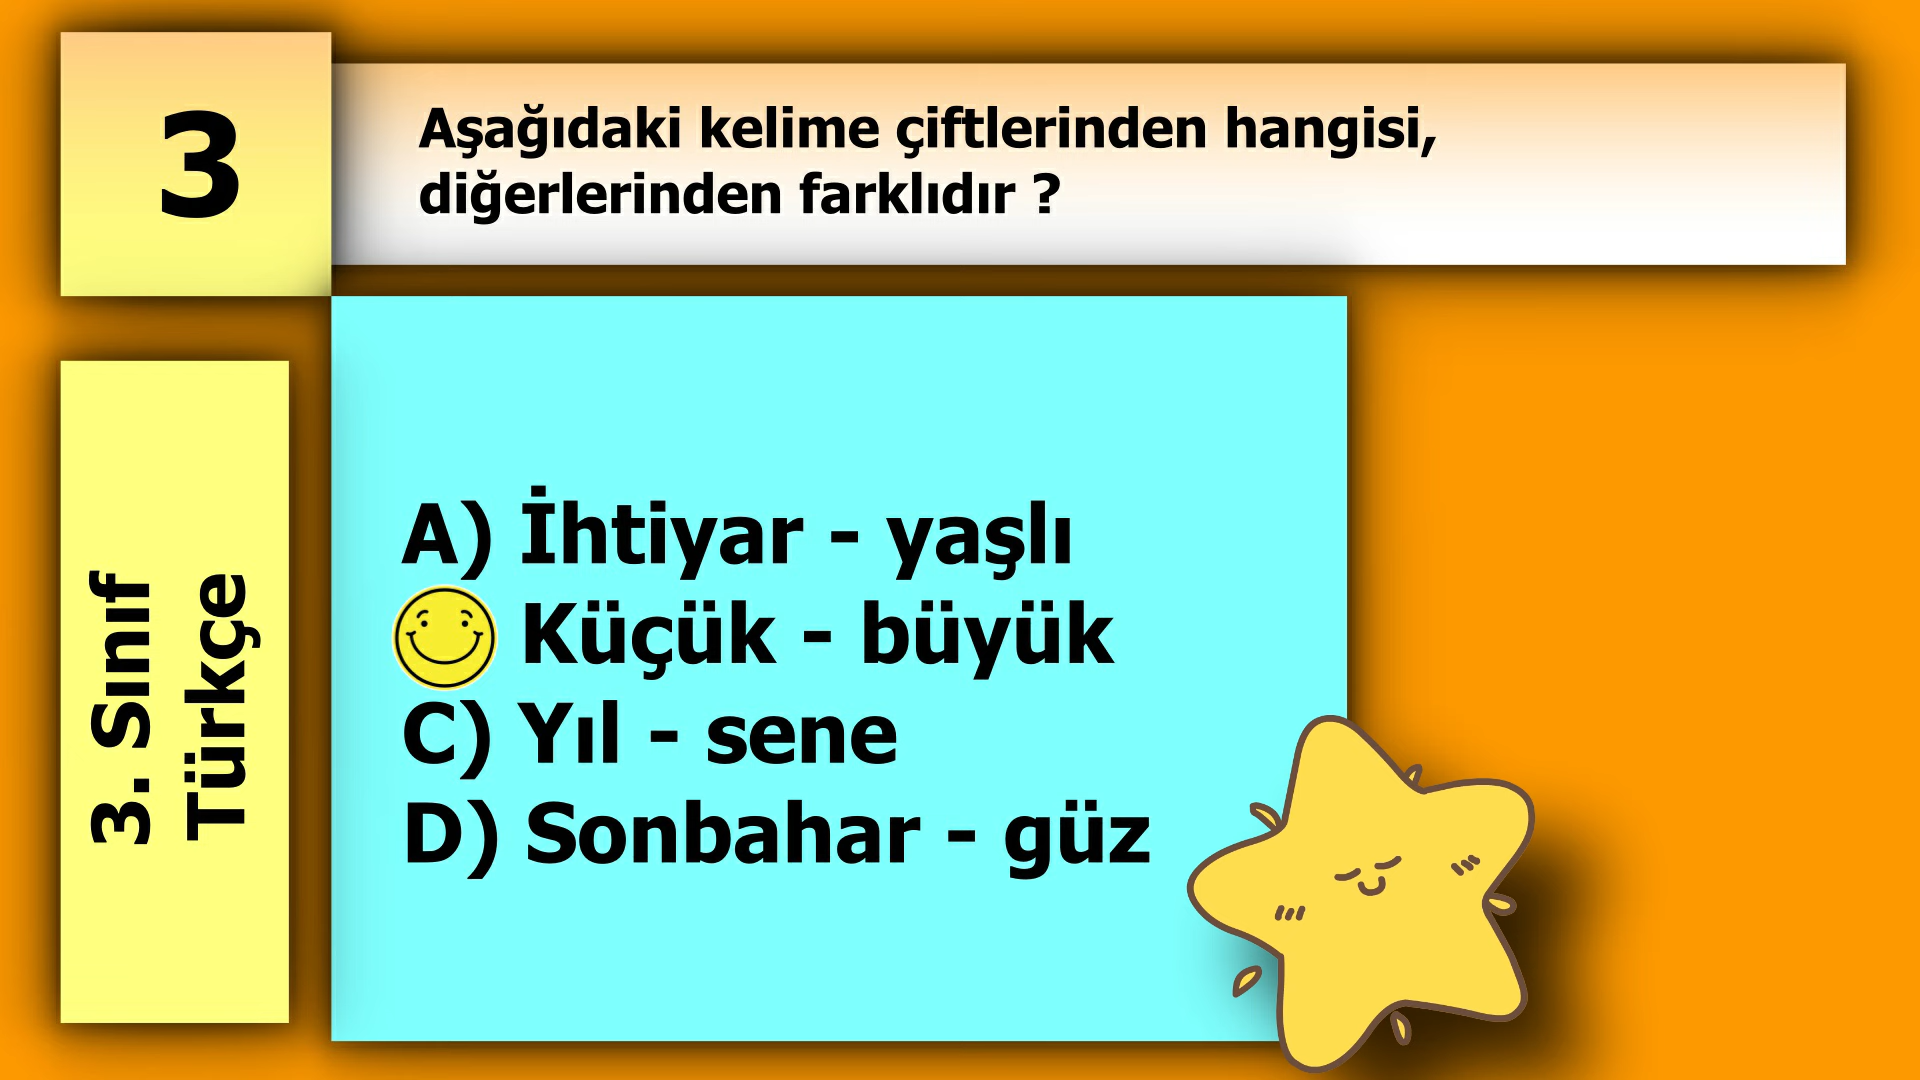 3
Aşağıdaki kelime çiftlerinden hangisi,
diğerlerinden farklıdır ?
3. Sınıf
Türkçe
A) İhtiyar - yaşlı
Küçük - büyük
C) Yıl - sene
D) Sonbahar - güz